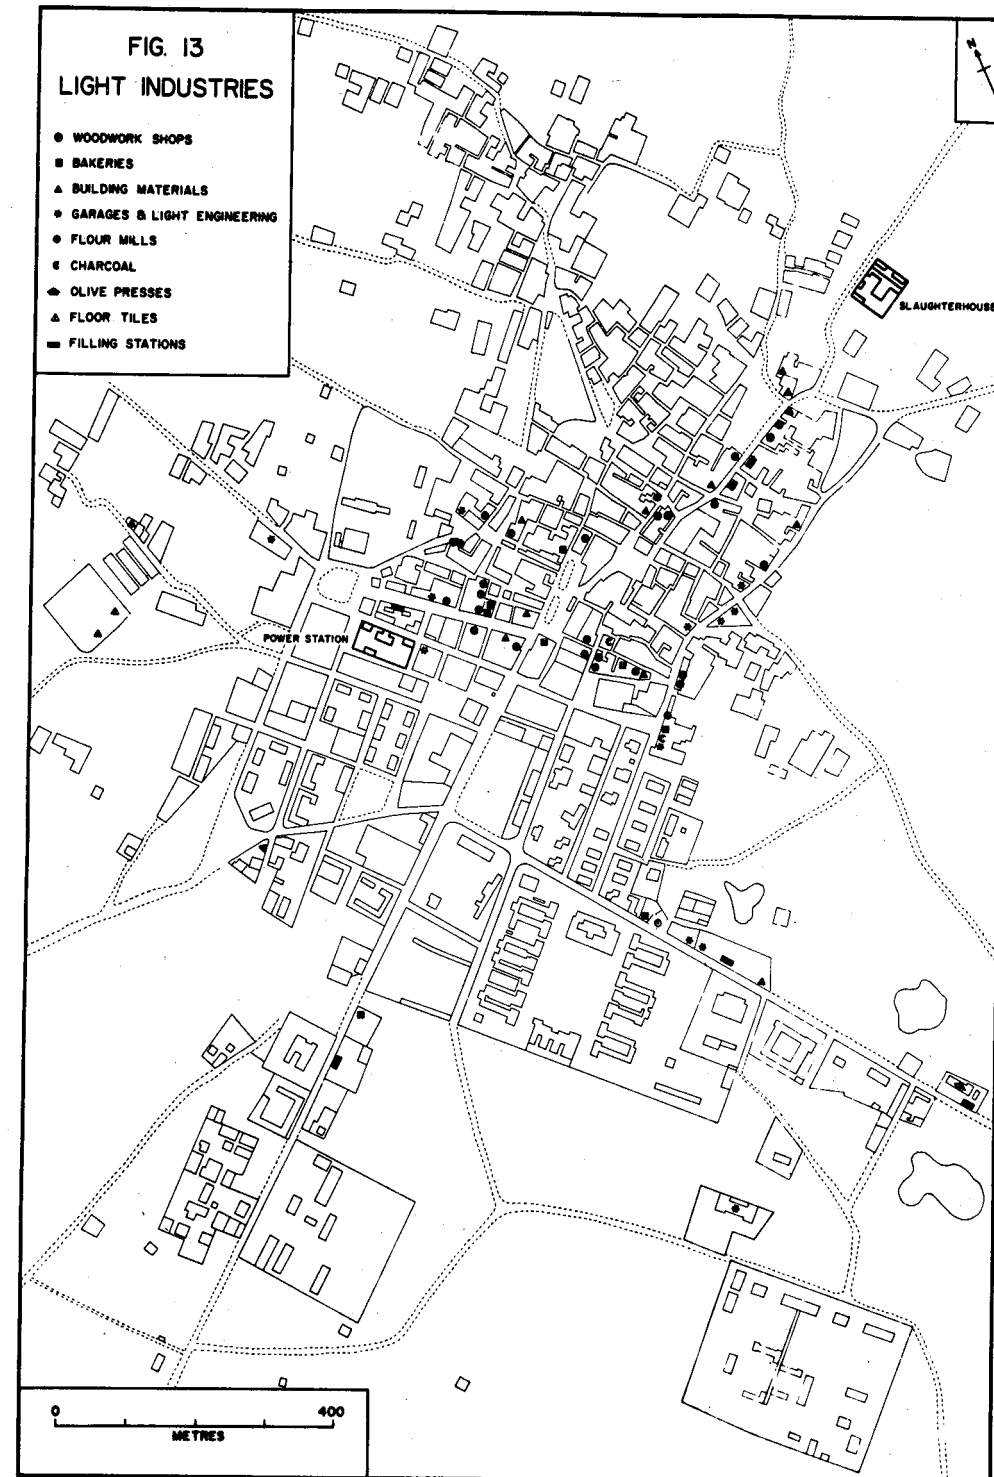 FIG. 13
LIGHT INDUSTRIES
WOODWORK SHOPS
BAKERIES
BUILDING MATERIALS
GARAGES & LIGHT ENGINEERING
FLOUR MILLS
CHARCOAL
OLIVE PRESSES
FLOOR TILES
FILLING STATIONS
N
SLAUGHTERHOUSE
POWER STATION
0 400
METRES